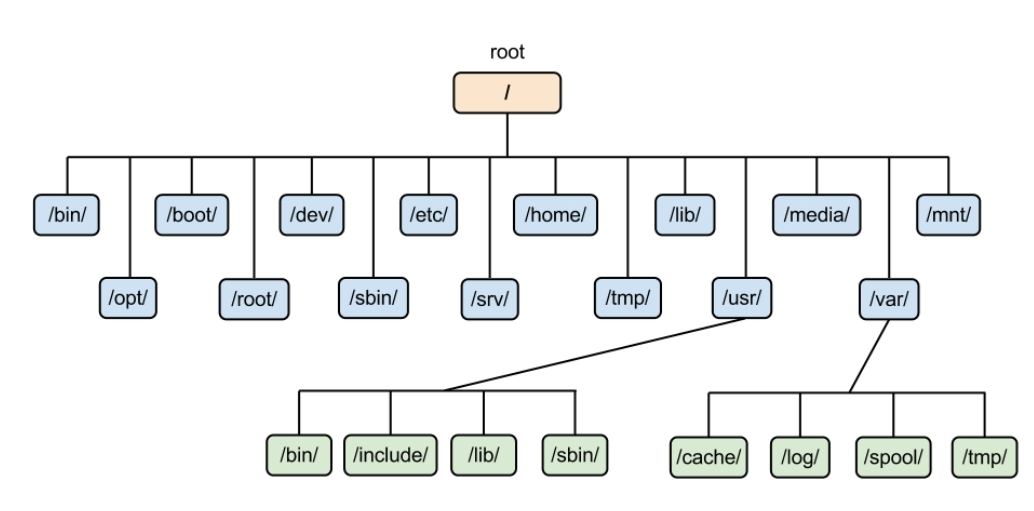 root
/
/bin/ /boot/ /dev/ /etc/ /home/ /lib/ /media/ /mnt/
/opt/ /root/ /sbin/ /srv/ /tmp/ /usr/ /var/
/bin/ /include/ /lib/ /sbin/ /cache/ /log/ /spool/ /tmp/